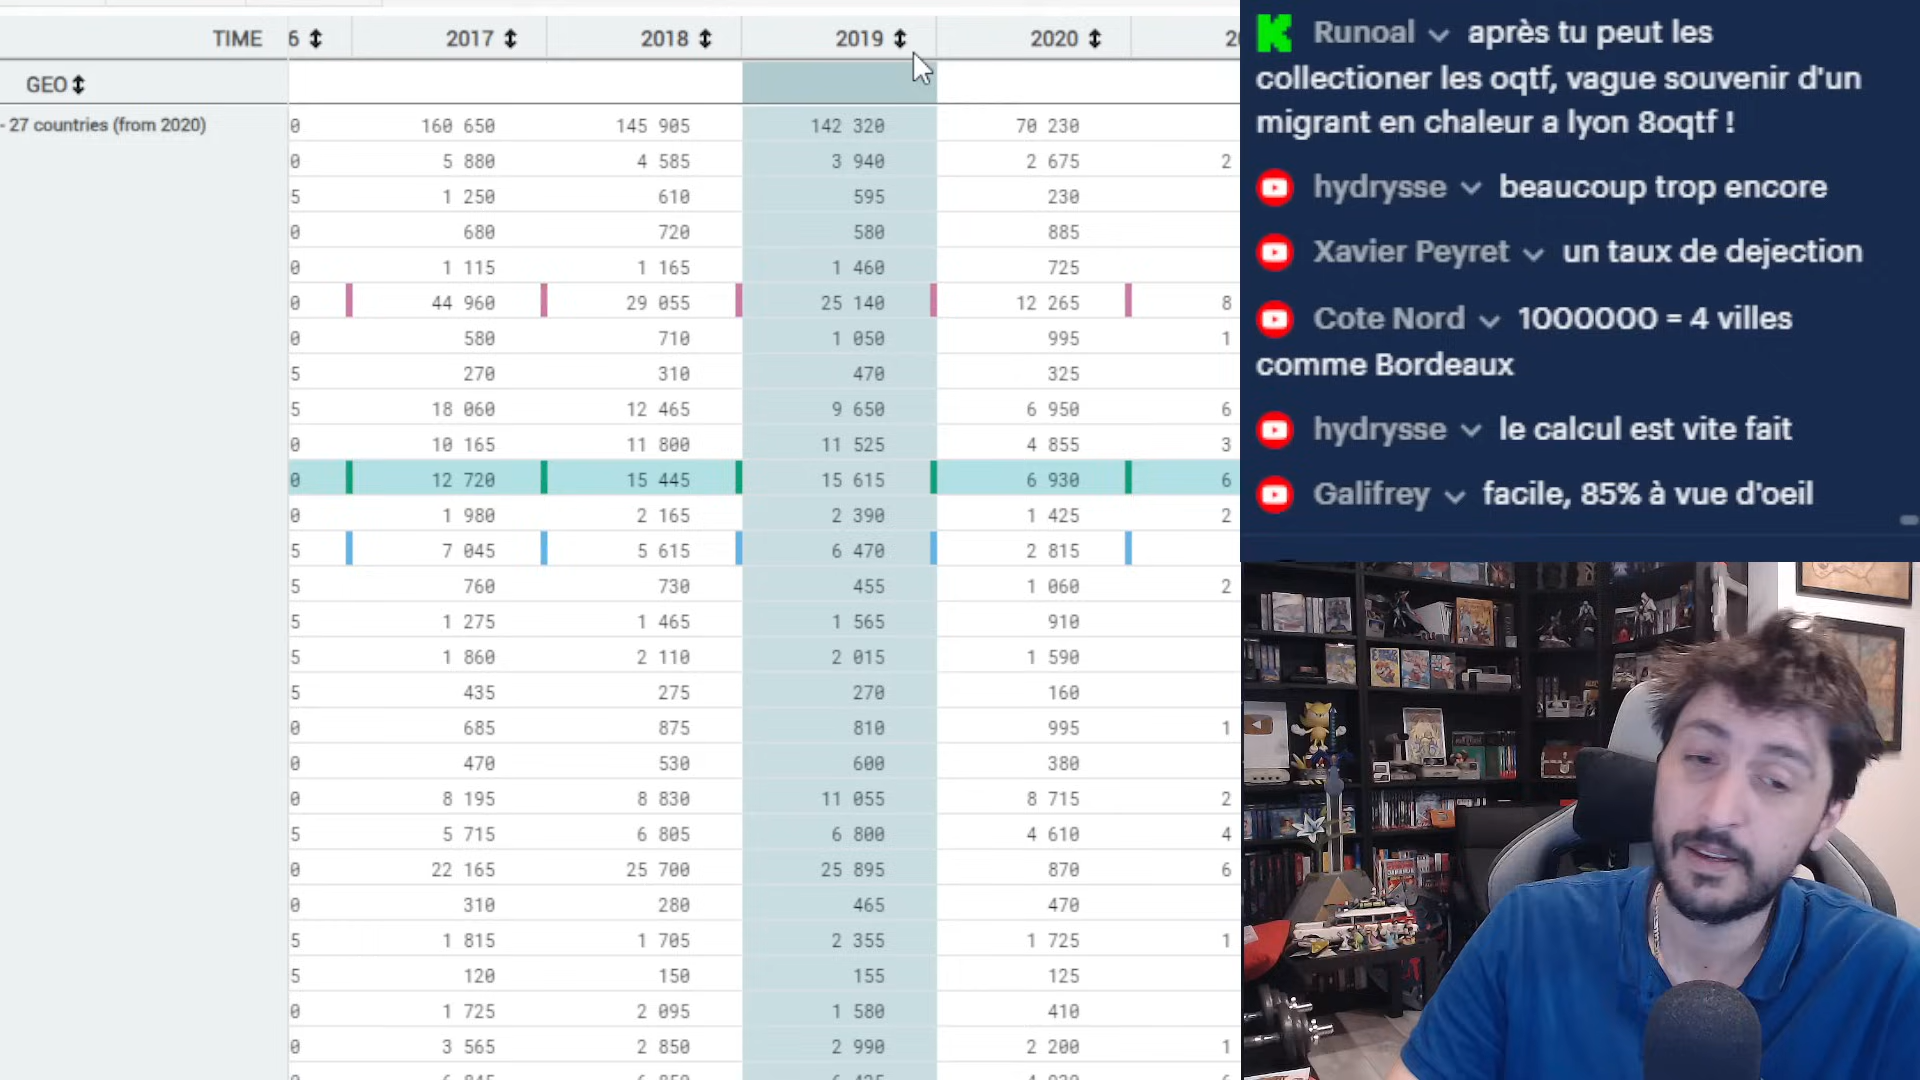 TIME 6 2017 2018 2019 2020 20
GEO
- 27 countries (from 2020) 0 160 650 145 905 142 320 70 230
0 5 880 4 585 3 940 2 675 2
5 1 250 610 595 230
0 680 720 580 885
0 1 115 1 165 1 460 725
0 44 960 29 055 25 140 12 265 8
0 580 710 1 050 995 1
5 270 310 470 325
5 18 060 12 465 9 650 6 950 6
0 10 165 11 800 11 525 4 855 3
0 12 720 15 445 15 615 6 930 6
0 1 980 2 165 2 390 1 425 2
5 7 045 5 615 6 470 2 815
5 760 730 455 1 060 2
5 1 275 1 465 1 565 910
5 1 860 2 110 2 015 1 590
5 435 275 270 160
0 685 875 810 995 1
0 470 530 600 380
0 8 195 8 830 11 055 8 715 2
5 5 715 6 805 6 800 4 610 4
0 22 165 25 700 25 895 870 6
0 310 280 465 470
5 1 815 1 705 2 355 1 725 1
5 120 150 155 125
0 1 725 2 095 1 580 410
0 3 565 2 850 2 990 2 200 1
Runoal après tu peut les
collectioner les oqtf, vague souvenir d'un
migrant en chaleur a lyon 8oqtf !
hydrysse beaucoup trop encore
Xavier Peyret un taux de dejection
Cote Nord 1000000 = 4 villes
comme Bordeaux
hydrysse le calcul est vite fait
Galifrey facile, 85% à vue d'oeil